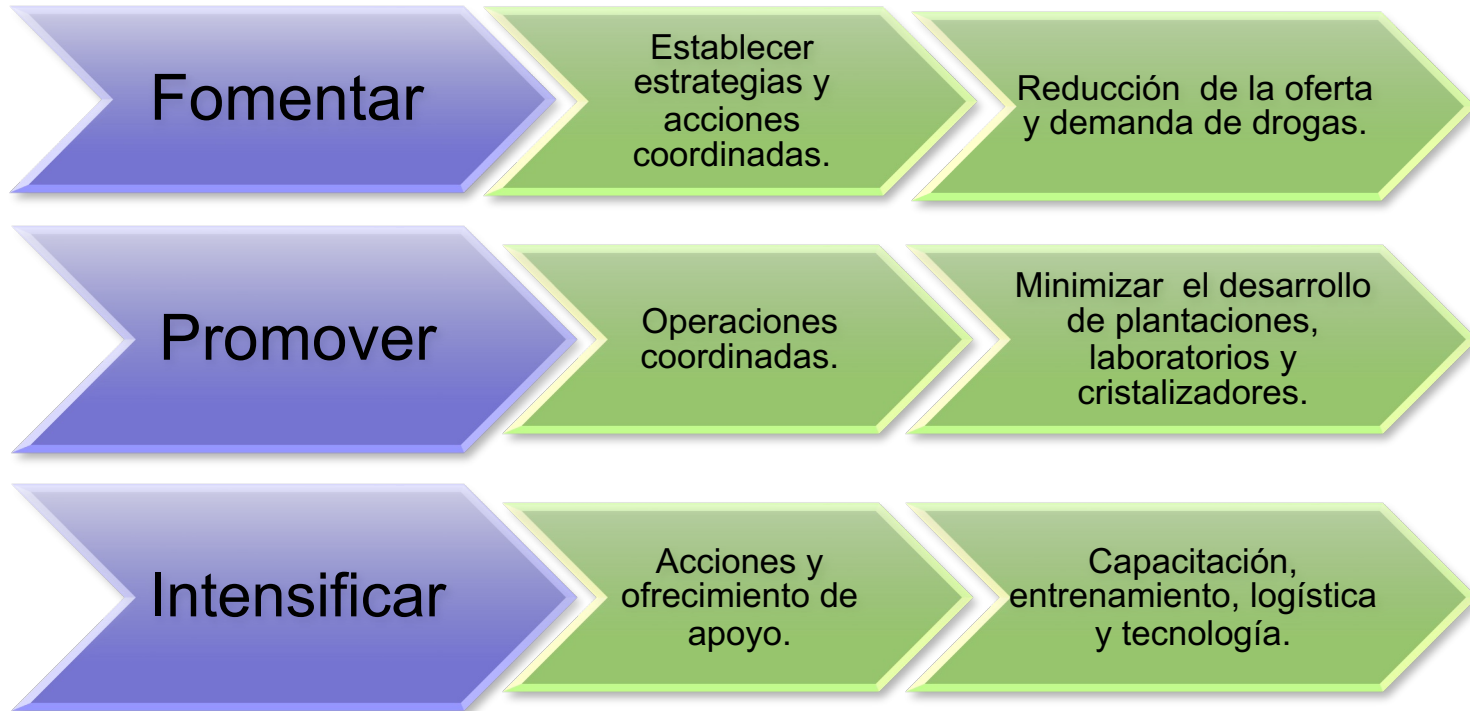 Fomentar
Establecer
estrategias y
acciones
coordinadas.
Reducción de la oferta
y demanda de drogas.
Promover
Operaciones
coordinadas.
Minimizar el desarrollo
de plantaciones,
laboratorios y
cristalizadores.
Intensificar
Acciones y
ofrecimiento de
apoyo.
Capacitación,
entrenamiento, logística
y tecnología.